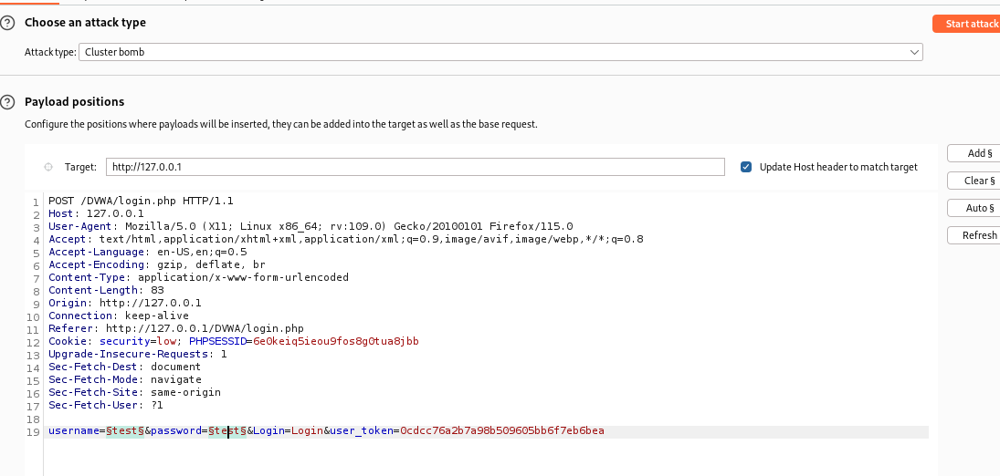 Choose an attack type
Start attack
Attack type: Cluster bomb
Payload positions
Configure the positions where payloads will be inserted, they can be added into the target as well as the base request.
Target: http://127.0.0.1 Update Host header to match target
Add §
Clear §
Auto §
Refresh
1 POST /DVWA/login.php HTTP/1.1
2 Host: 127.0.0.1
3 User-Agent: Mozilla/5.0 (X11; Linux x86_64; rv:109.0) Gecko/20100101 Firefox/115.0
4 Accept: text/html,application/xhtml+xml,application/xml;q=0.9,image/avif,image/webp,*/*;q=0.8
5 Accept-Language: en-US,en;q=0.5
6 Accept-Encoding: gzip, deflate, br
7 Content-Type: application/x-www-form-urlencoded
8 Content-Length: 83
9 Origin: http://127.0.0.1
10 Connection: keep-alive
11 Referer: http://127.0.0.1/DVWA/login.php
12 Cookie: security=low; PHPSESSID=6e0keiq5ieou9fos8g0tua8jbb
13 Upgrade-Insecure-Requests: 1
14 Sec-Fetch-Dest: document
15 Sec-Fetch-Mode: navigate
16 Sec-Fetch-Site: same-origin
17 Sec-Fetch-User: ?1
18
19 username=§test§&password=§test§&Login=Login&user_token=0cdcc76a2b7a98b509605bb6f7eb6bea